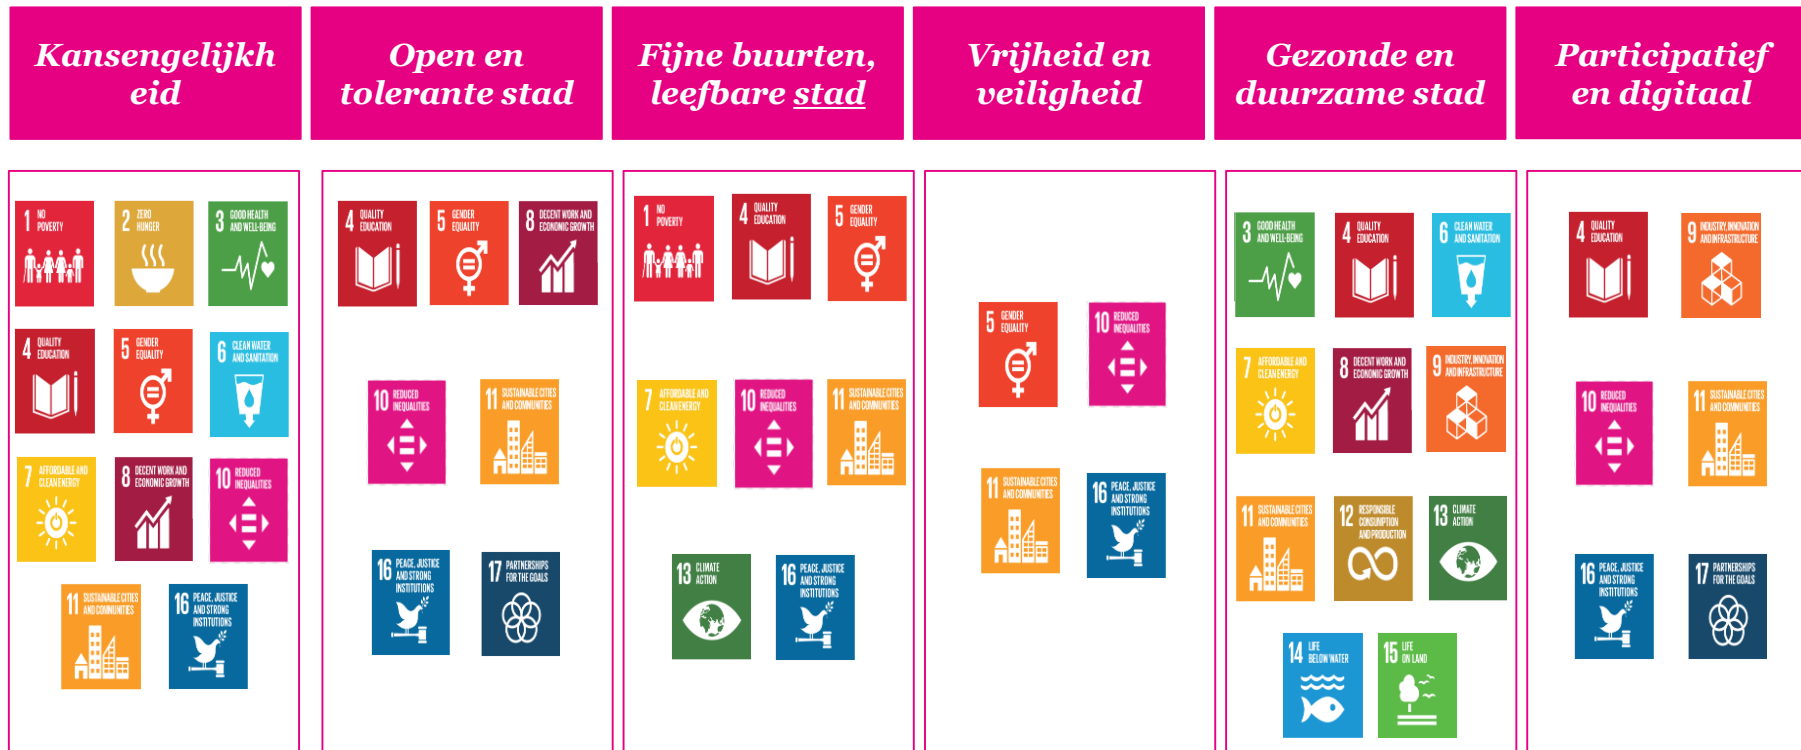 Kansengelijkh
eid
Open en
tolerante stad
Fijne buurten,
leefbare stad
Vrijheid en
veiligheid
Gezonde en
duurzame stad
Participatief
en digitaal
1 NO
POVERTY
2 ZERO
HUNGER
3 GOOD HEALTH
AND WELL-BEING
4 QUALITY
EDUCATION
5 GENDER
EQUALITY
6 CLEAN WATER
AND SANITATION
7 AFFORDABLE AND
CLEAN ENERGY
8 DECENT WORK AND
ECONOMIC GROWTH
10 REDUCED
INEQUALITIES
11 SUSTAINABLE CITIES
AND COMMUNITIES
16 PEACE, JUSTICE
AND STRONG
INSTITUTIONS
4 QUALITY
EDUCATION
5 GENDER
EQUALITY
8 DECENT WORK AND
ECONOMIC GROWTH
10 REDUCED
INEQUALITIES
11 SUSTAINABLE CITIES
AND COMMUNITIES
16 PEACE, JUSTICE
AND STRONG
INSTITUTIONS
17 PARTNERSHIPS
FOR THE GOALS
1 NO
POVERTY
4 QUALITY
EDUCATION
5 GENDER
EQUALITY
7 AFFORDABLE AND
CLEAN ENERGY
10 REDUCED
INEQUALITIES
11 SUSTAINABLE CITIES
AND COMMUNITIES
13 CLIMATE
ACTION
16 PEACE, JUSTICE
AND STRONG
INSTITUTIONS
5 GENDER
EQUALITY
10 REDUCED
INEQUALITIES
11 SUSTAINABLE CITIES
AND COMMUNITIES
16 PEACE, JUSTICE
AND STRONG
INSTITUTIONS
3 GOOD HEALTH
AND WELL-BEING
4 QUALITY
EDUCATION
6 CLEAN WATER
AND SANITATION
7 AFFORDABLE AND
CLEAN ENERGY
8 DECENT WORK AND
ECONOMIC GROWTH
9 INDUSTRY, INNOVATION
AND INFRASTRUCTURE
11 SUSTAINABLE CITIES
AND COMMUNITIES
12 RESPONSIBLE
CONSUMPTION
AND PRODUCTION
13 CLIMATE
ACTION
14 LIFE
BELOW WATER
15 LIFE
ON LAND
4 QUALITY
EDUCATION
9 INDUSTRY, INNOVATION
AND INFRASTRUCTURE
10 REDUCED
INEQUALITIES
11 SUSTAINABLE CITIES
AND COMMUNITIES
16 PEACE, JUSTICE
AND STRONG
INSTITUTIONS
17 PARTNERSHIPS
FOR THE GOALS